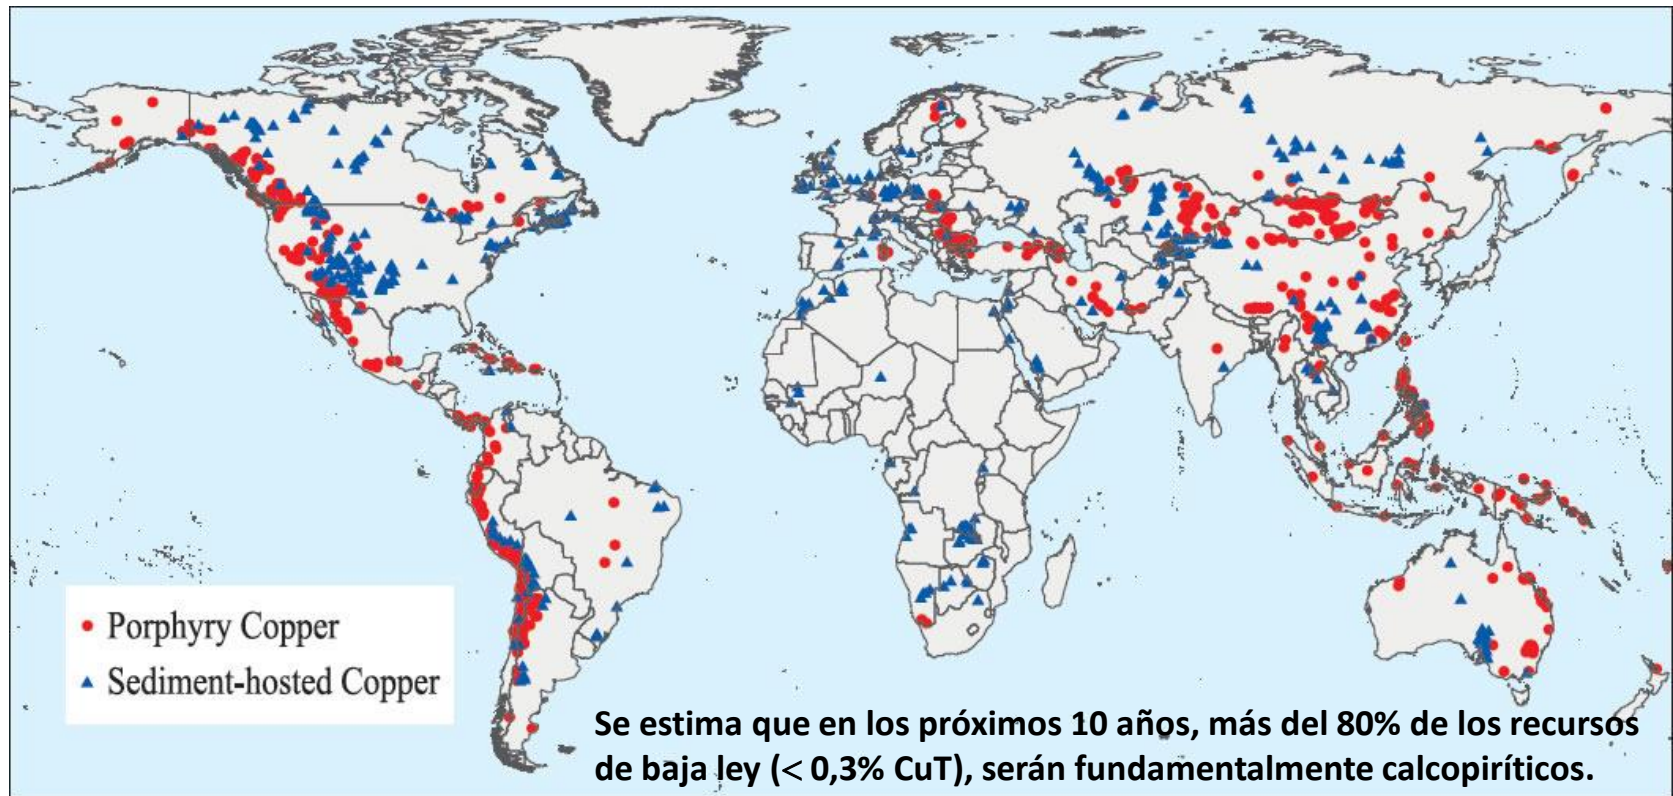 Porphyry Copper
Sediment-hosted Copper
Se estima que en los próximos 10 años, más del 80% de los recursos
de baja ley (< 0,3% CuT), serán fundamentalmente calcopiríticos.